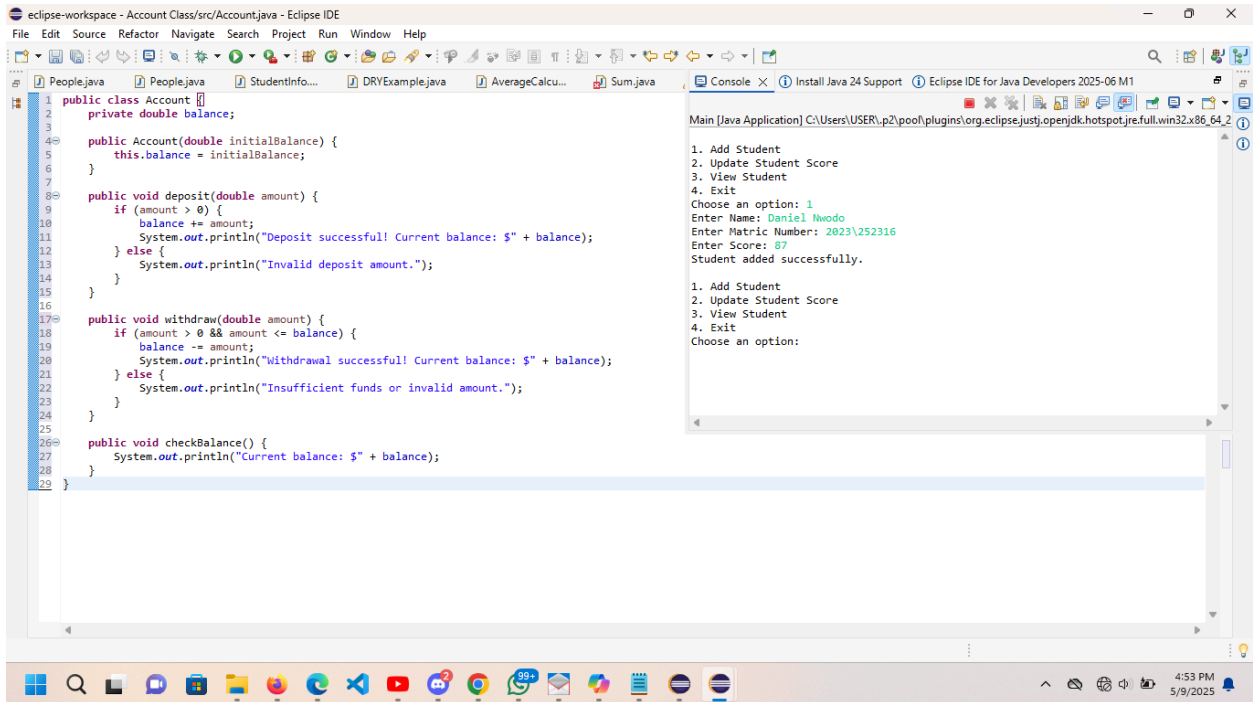 eclipse-workspace - Account Class/src/Account.java - Eclipse IDE
File Edit Source Refactor Navigate Search Project Run Window Help
People.java People.java StudentInfo.... DRYExample.java AverageCalcu... Sum.java
1 public class Account {
2 private double balance;
3
4 public Account(double initialBalance) {
5 this.balance = initialBalance;
6 }
7
8 public void deposit(double amount) {
9 if (amount > 0) {
10 balance += amount;
11 System.out.println("Deposit successful! Current balance: $" + balance);
12 } else {
13 System.out.println("Invalid deposit amount.");
14 }
15 }
16
17 public void withdraw(double amount) {
18 if (amount > 0 && amount <= balance) {
19 balance -= amount;
20 System.out.println("Withdrawal successful! Current balance: $" + balance);
21 } else {
22 System.out.println("Insufficient funds or invalid amount.");
23 }
24 }
25
26 public void checkBalance() {
27 System.out.println("Current balance: $" + balance);
28 }
29 }
Console Install Java 24 Support Eclipse IDE for Java Developers 2025-06 M1
Main [Java Application] C:\Users\USER\.p2\pool\plugins\org.eclipse.justj.openjdk.hotspot.jre.full.win32.x86_64_2
1. Add Student
2. Update Student Score
3. View Student
4. Exit
Choose an option: 1
Enter Name: Daniel Nwodo
Enter Matric Number: 2023\252316
Enter Score: 87
Student added successfully.
1. Add Student
2. Update Student Score
3. View Student
4. Exit
Choose an option:
2
99+
4:53 PM
5/9/2025